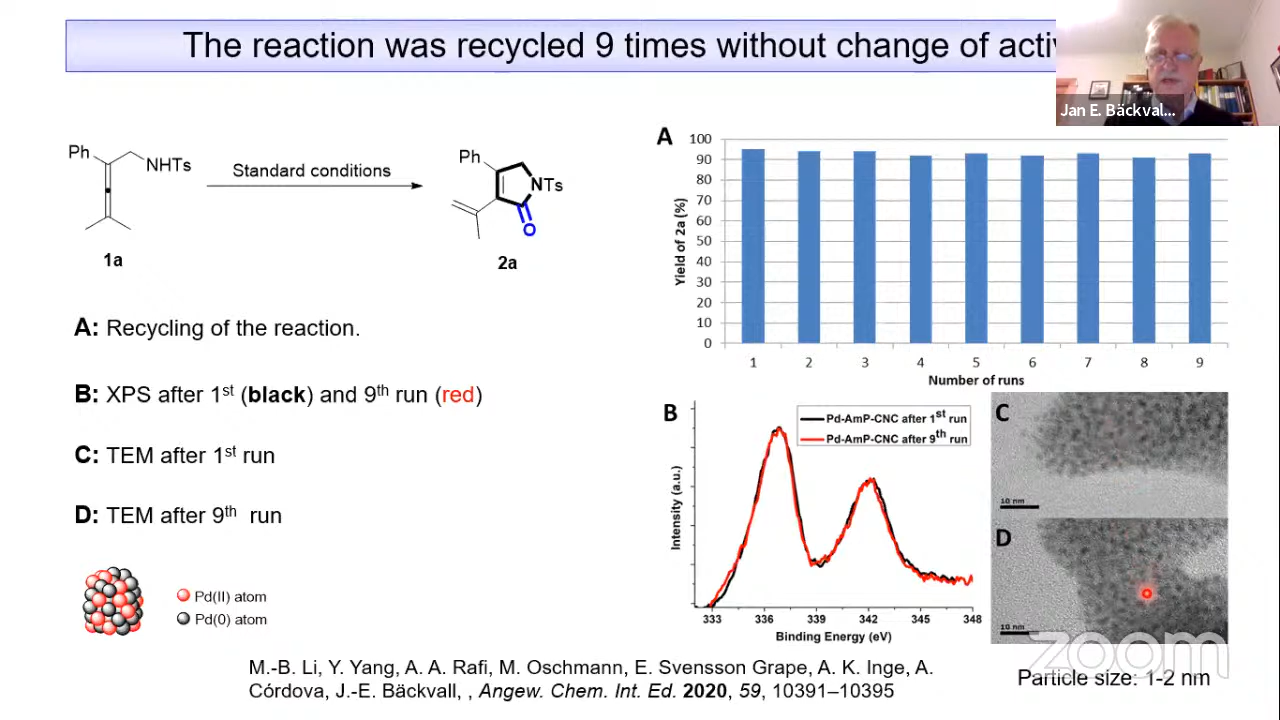 The reaction was recycled 9 times without change of activ
Jan E. Bäckval...
Ph
NHTs
Standard conditions
1a
Ph
N
Ts
O
2a
A: Recycling of the reaction.
B: XPS after 1st (black) and 9th run (red)
C: TEM after 1st run
D: TEM after 9th run
Pd(II) atom
Pd(0) atom
A
Yield of 2a (%)
100
90
80
70
60
50
40
30
20
10
0
1 2 3 4 5 6 7 8 9
Number of runs
B
Pd-AmP-CNC after 1st run
Pd-AmP-CNC after 9th run
Intensity (a.u.)
333 336 339 342 345 348
Binding Energy (eV)
C
10 nm
D
10 nm
zoom
Particle size: 1-2 nm
M.-B. Li, Y. Yang, A. A. Rafi, M. Oschmann, E. Svensson Grape, A. K. Inge, A.
Córdova, J.-E. Bäckvall, , Angew. Chem. Int. Ed. 2020, 59, 10391–10395